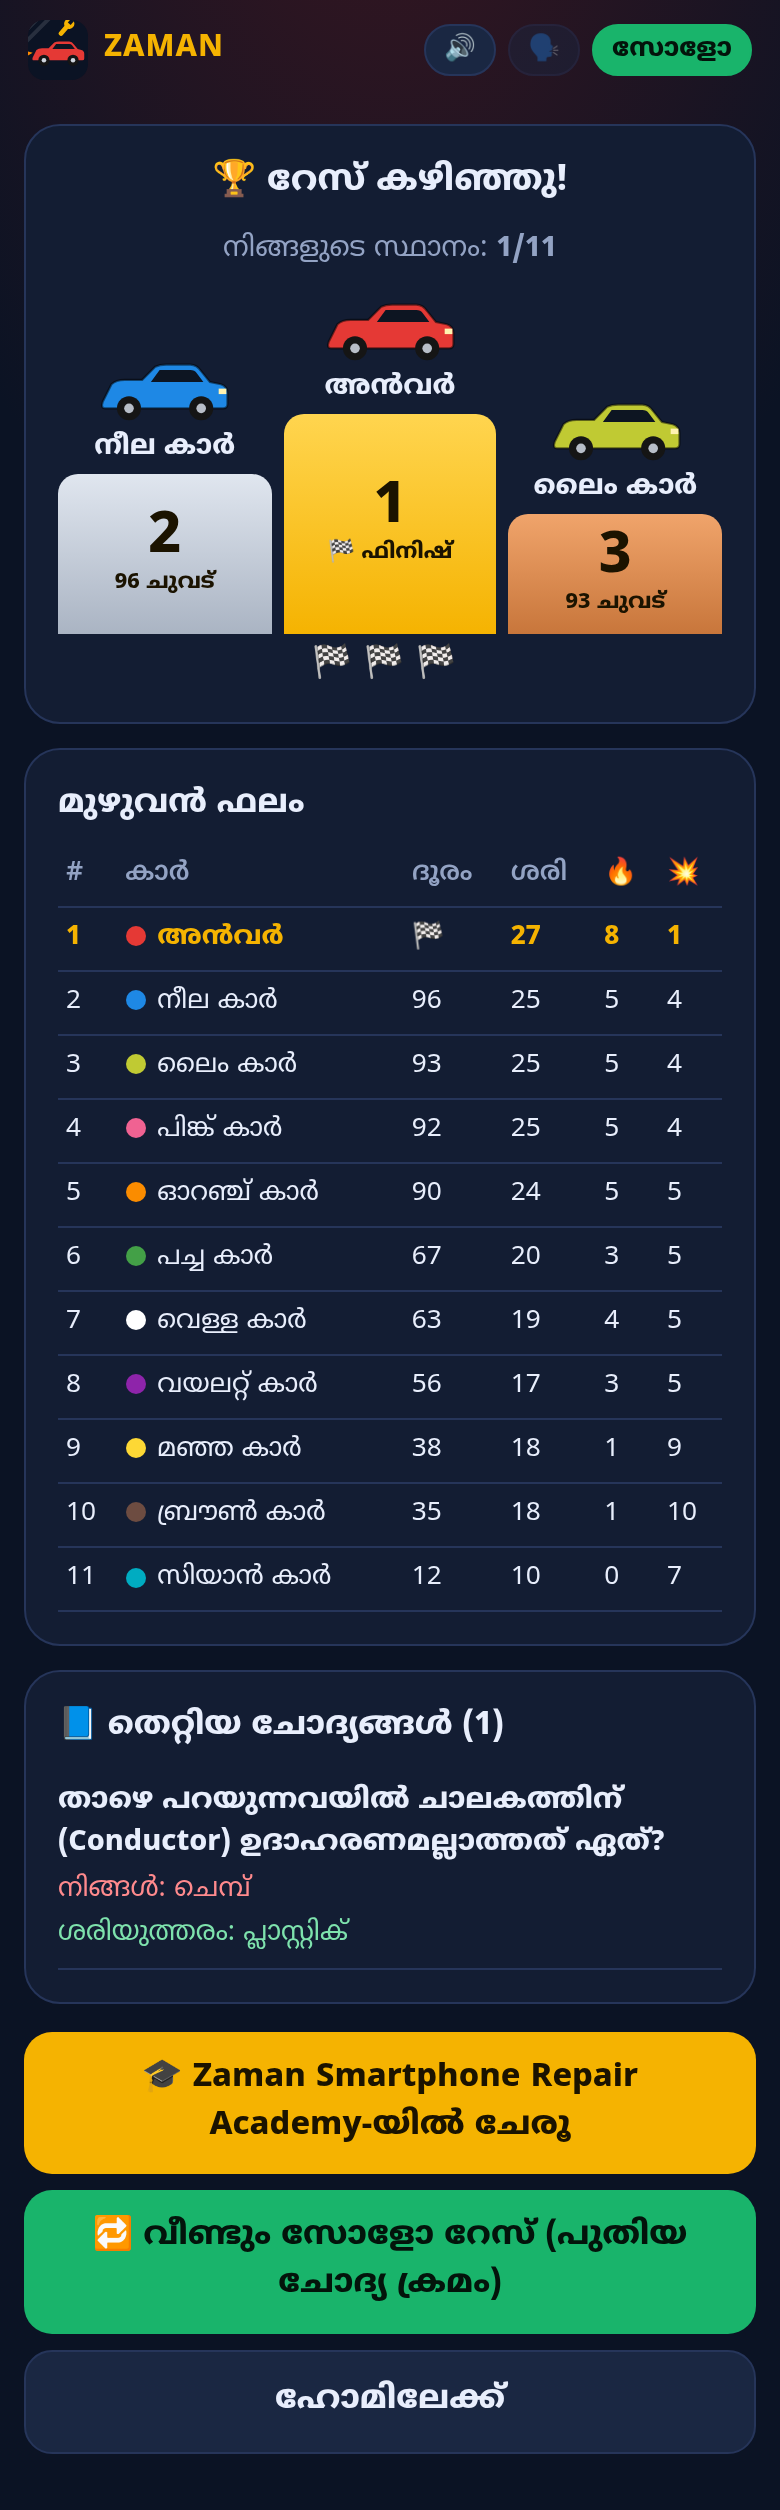 ZAMAN
സോളോ
🏆 റേസ് കഴിഞ്ഞു!
നിങ്ങളുടെ സ്ഥാനം: 1/11
അൻവർ
നീല കാർ
ലൈം കാർ
1
🏁 ഫിനിഷ്
2
96 ചുവട്
3
93 ചുവട്
മുഴുവൻ ഫലം
# കാർ ദൂരം ശരി 🔥 💥
1 അൻവർ 🏁 27 8 1
2 നീല കാർ 96 25 5 4
3 ലൈം കാർ 93 25 5 4
4 പിങ്ക് കാർ 92 25 5 4
5 ഓറഞ്ച് കാർ 90 24 5 5
6 പച്ച കാർ 67 20 3 5
7 വെള്ള കാർ 63 19 4 5
8 വയലറ്റ് കാർ 56 17 3 5
9 മഞ്ഞ കാർ 38 18 1 9
10 ബ്രൗൺ കാർ 35 18 1 10
11 സിയാൻ കാർ 12 10 0 7
📘 തെറ്റിയ ചോദ്യങ്ങൾ (1)
താഴെ പറയുന്നവയിൽ ചാലകത്തിന്
(Conductor) ഉദാഹരണമല്ലാത്തത് ഏത്?
നിങ്ങൾ: ചെമ്പ്
ശരിയുത്തരം: പ്ലാസ്റ്റിക്
🎓 Zaman Smartphone Repair
Academy-യിൽ ചേരൂ
🔁 വീണ്ടും സോളോ റേസ് (പുതിയ
ചോദ്യ ക്രമം)
ഹോമിലേക്ക്